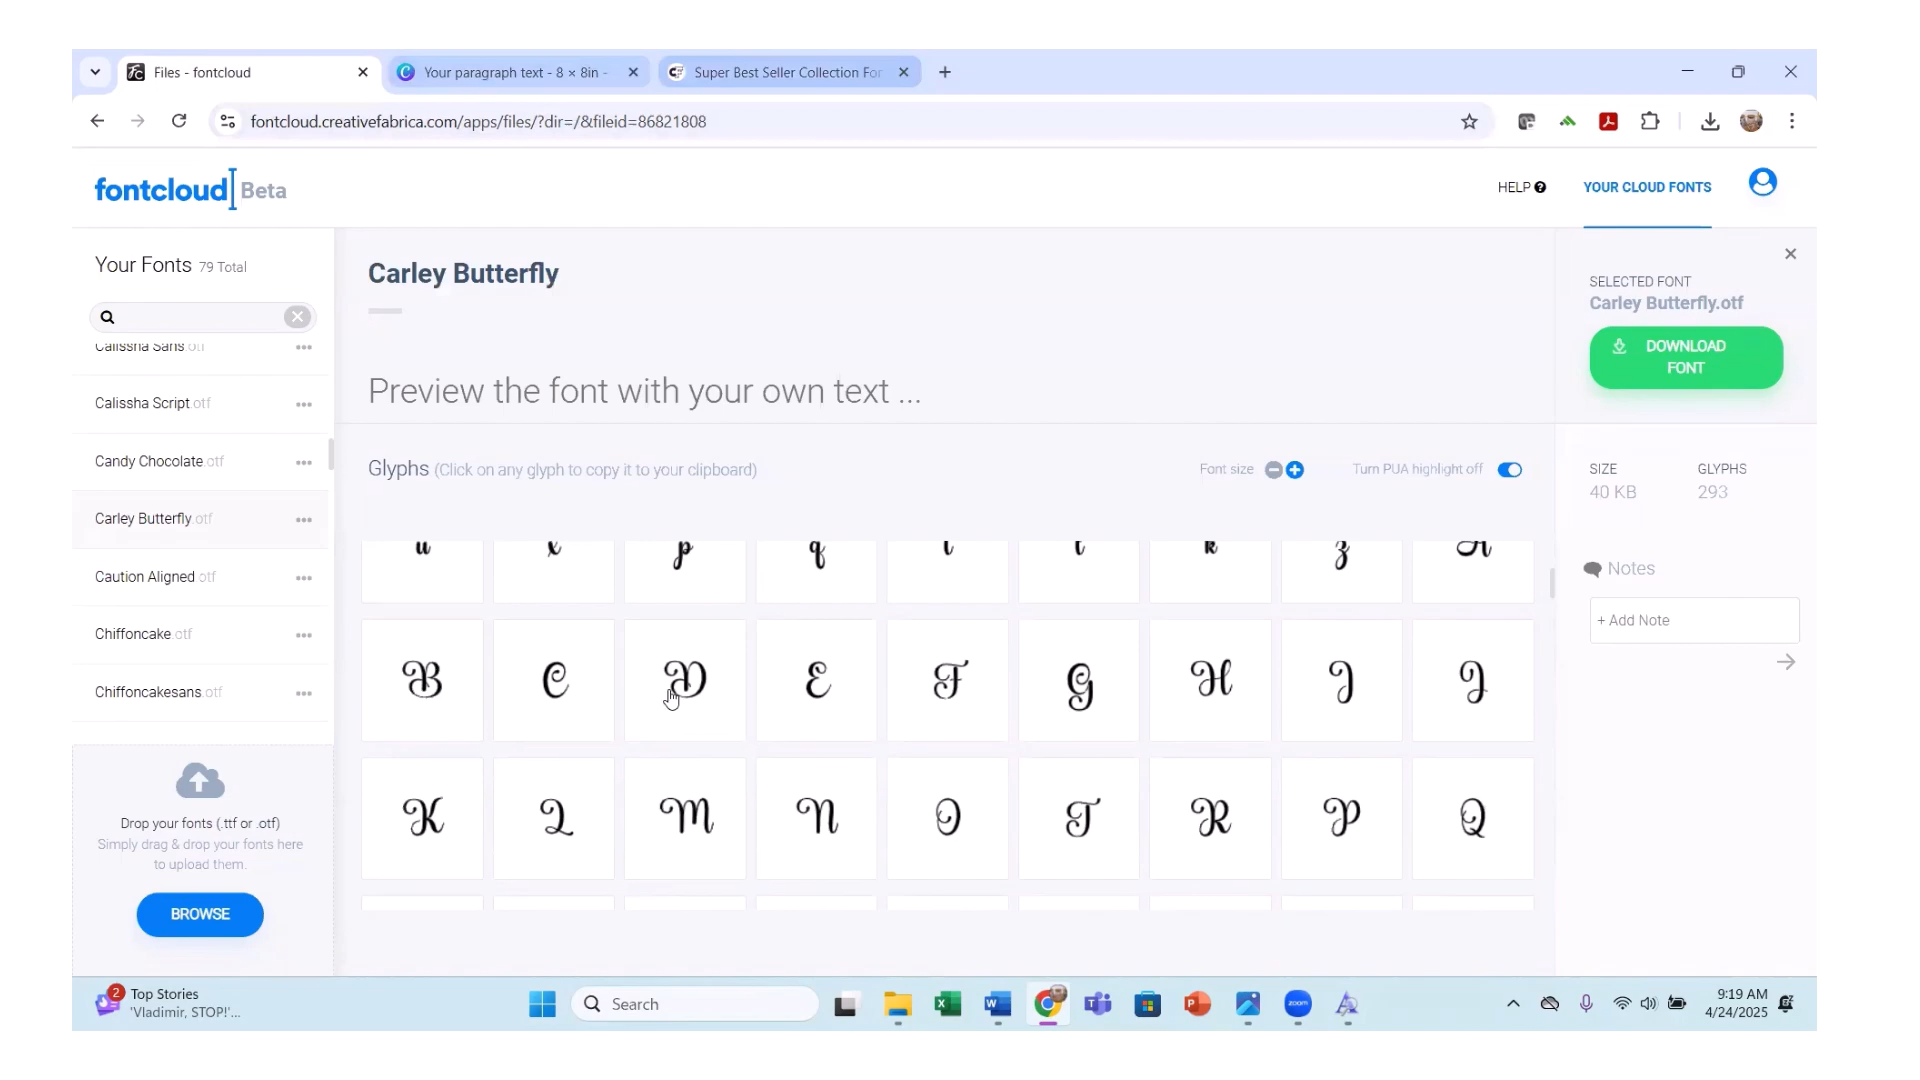 Files - fontcloud
Your paragraph text - 8 × 8in -
Super Best Seller Collection For
fontcloud.creativefabrica.com/apps/files/?dir=/&fileid=86821808
fontcloud Beta
HELP ?
YOUR CLOUD FONTS
Your Fonts 79 Total
Calissha Sans.otf
Calissha Script.otf
Candy Chocolate.otf
Carley Butterfly.otf
Caution Aligned.otf
Chiffoncake.otf
Chiffoncakesans.otf
Drop your fonts (.ttf or .otf)
Simply drag & drop your fonts here
to upload them.
BROWSE
Carley Butterfly
Preview the font with your own text ...
Glyphs (Click on any glyph to copy it to your clipboard)
Font size
Turn PUA highlight off
u x p q l t k z A
B C D E F G H I J
K L M N O T R P Q
SELECTED FONT
Carley Butterfly.otf
DOWNLOAD
FONT
SIZE
40 KB
GLYPHS
293
Notes
+ Add Note
2
Top Stories
'Vladimir, STOP!'...
Search
zoom
9:19 AM
4/24/2025